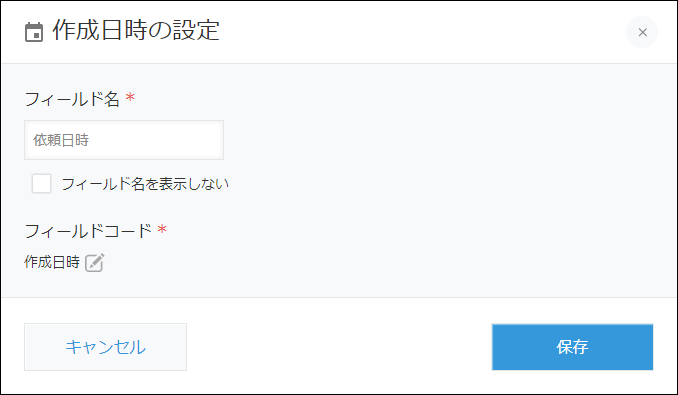 作成日時の設定
フィールド名 *
依頼日時
フィールド名を表示しない
フィールドコード *
作成日時
キャンセル
保存